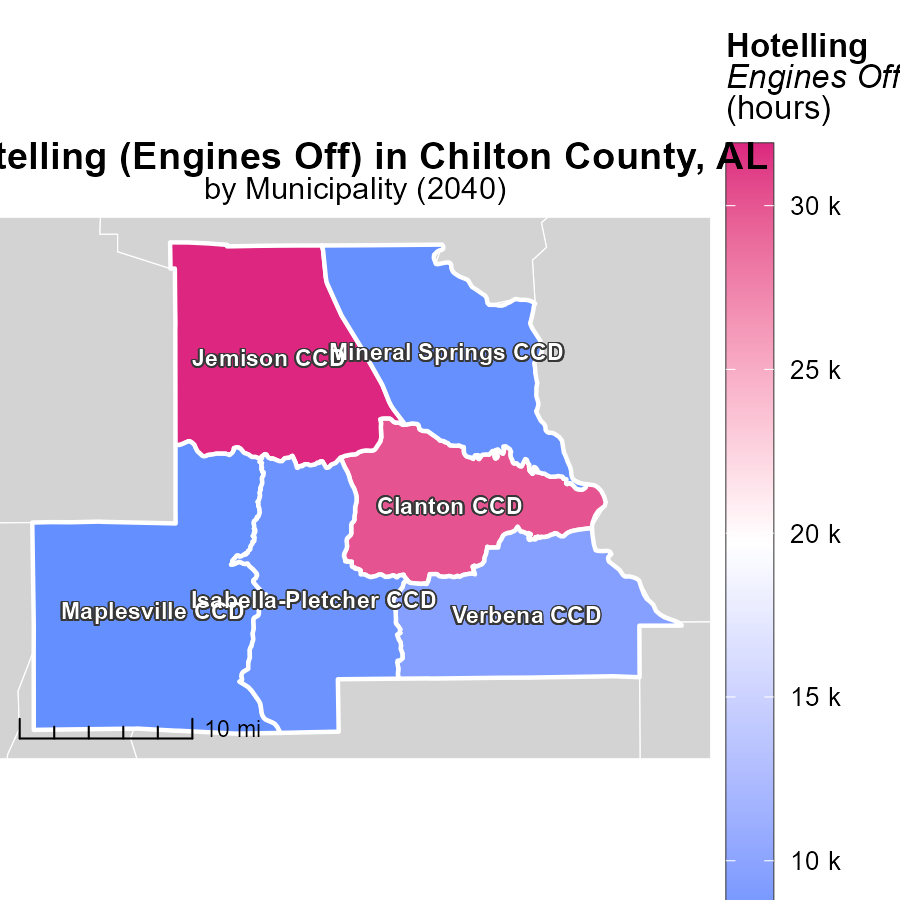 Hotelling
Engines Off
(hours)
telling (Engines Off) in Chilton County, AL
by Municipality (2040)
30 k
25 k
20 k
15 k
10 k
Jemison CCD
Mineral Springs CCD
Clanton CCD
Isabella-Pletcher CCD
Maplesville CCD
Verbena CCD
10 mi